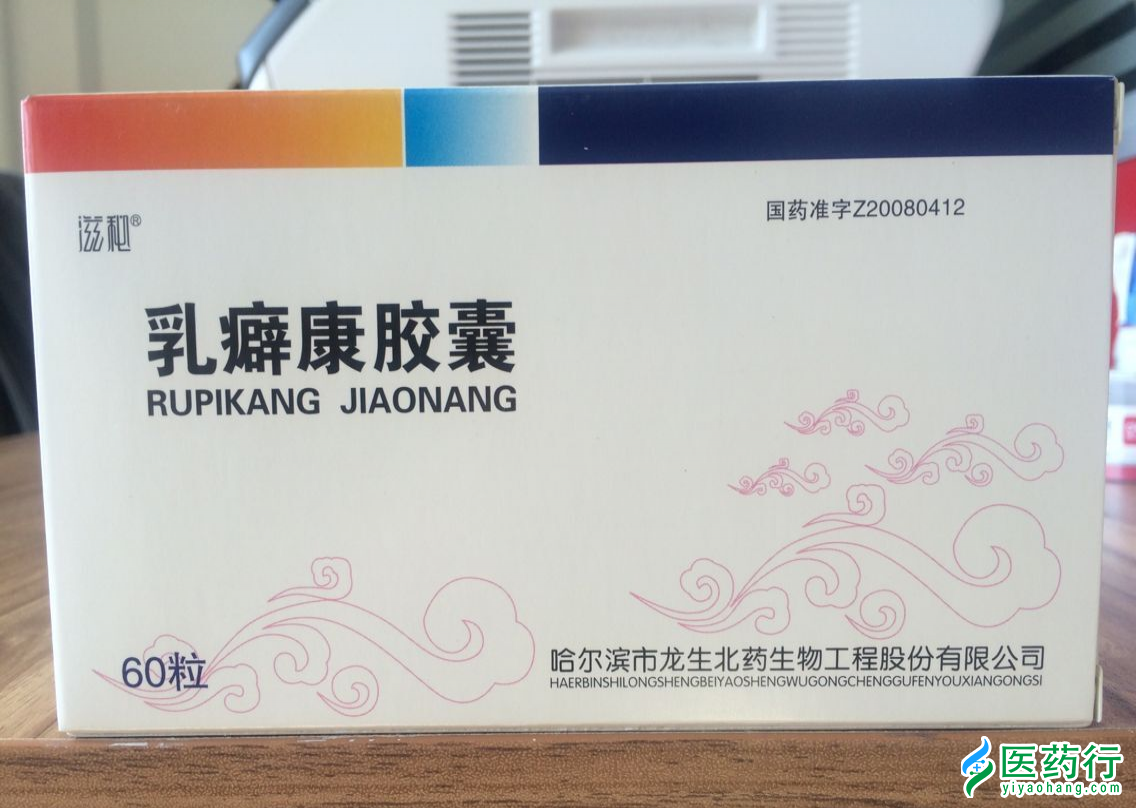 滋和®
国药准字Z20080412
乳癖康胶囊
RUPIKANG JIAONANG
60粒
哈尔滨市龙生北药生物工程股份有限公司
HAERBINSHILONGSHENGBEIYAOSHENGWUGONGCHENGGUFENYOUXIANGONGSI
医药行
yiyaohang.com